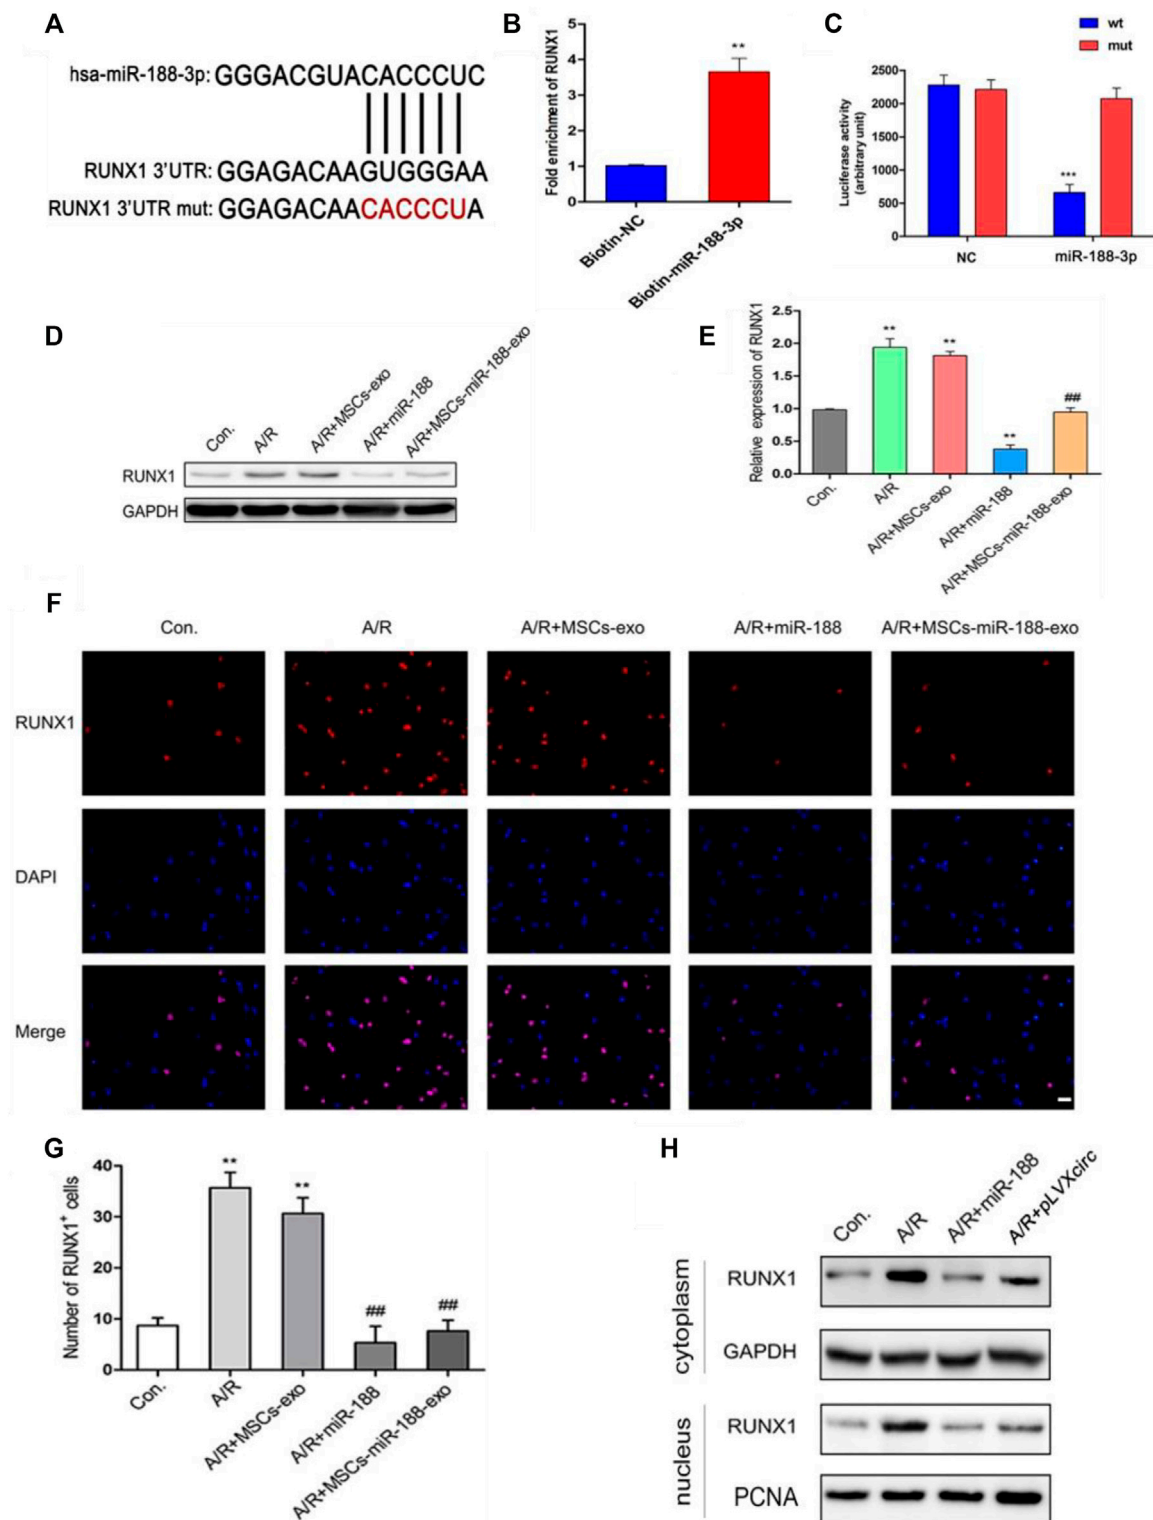 A
hsa-miR-188-3p: GGGACGUACACCCUC
RUNX1 3'UTR: GGAGACAAGUGGGAA
RUNX1 3'UTR mut: GGAGACAACACCCUA
B
Fold enrichment of RUNX1
5
4
3
2
1
0
**
Biotin-NC
Biotin-miR-188-3p
C
wt
mut
Luciferase activity
(arbitrary unit)
2500
2000
1500
1000
500
0
***
NC
miR-188-3p
D
Con.
A/R
A/R+MSCs-exo
A/R+miR-188
A/R+MSCs-miR-188-exo
RUNX1
GAPDH
E
Relative expression of RUNX1
2.5
2.0
1.5
1.0
0.5
0.0
**
**
**
##
Con.
A/R
A/R+MSCs-exo
A/R+miR-188
A/R+MSCs-miR-188-exo
F
Con.
A/R
A/R+MSCs-exo
A/R+miR-188
A/R+MSCs-miR-188-exo
RUNX1
DAPI
Merge
G
Number of RUNX1+ cells
40
30
20
10
0
**
**
##
##
Con.
A/R
A/R+MSCs-exo
A/R+miR-188
A/R+MSCs-miR-188-exo
H
Con.
A/R
A/R+miR-188
A/R+pLVXcirc
cytoplasm
RUNX1
GAPDH
nucleus
RUNX1
PCNA